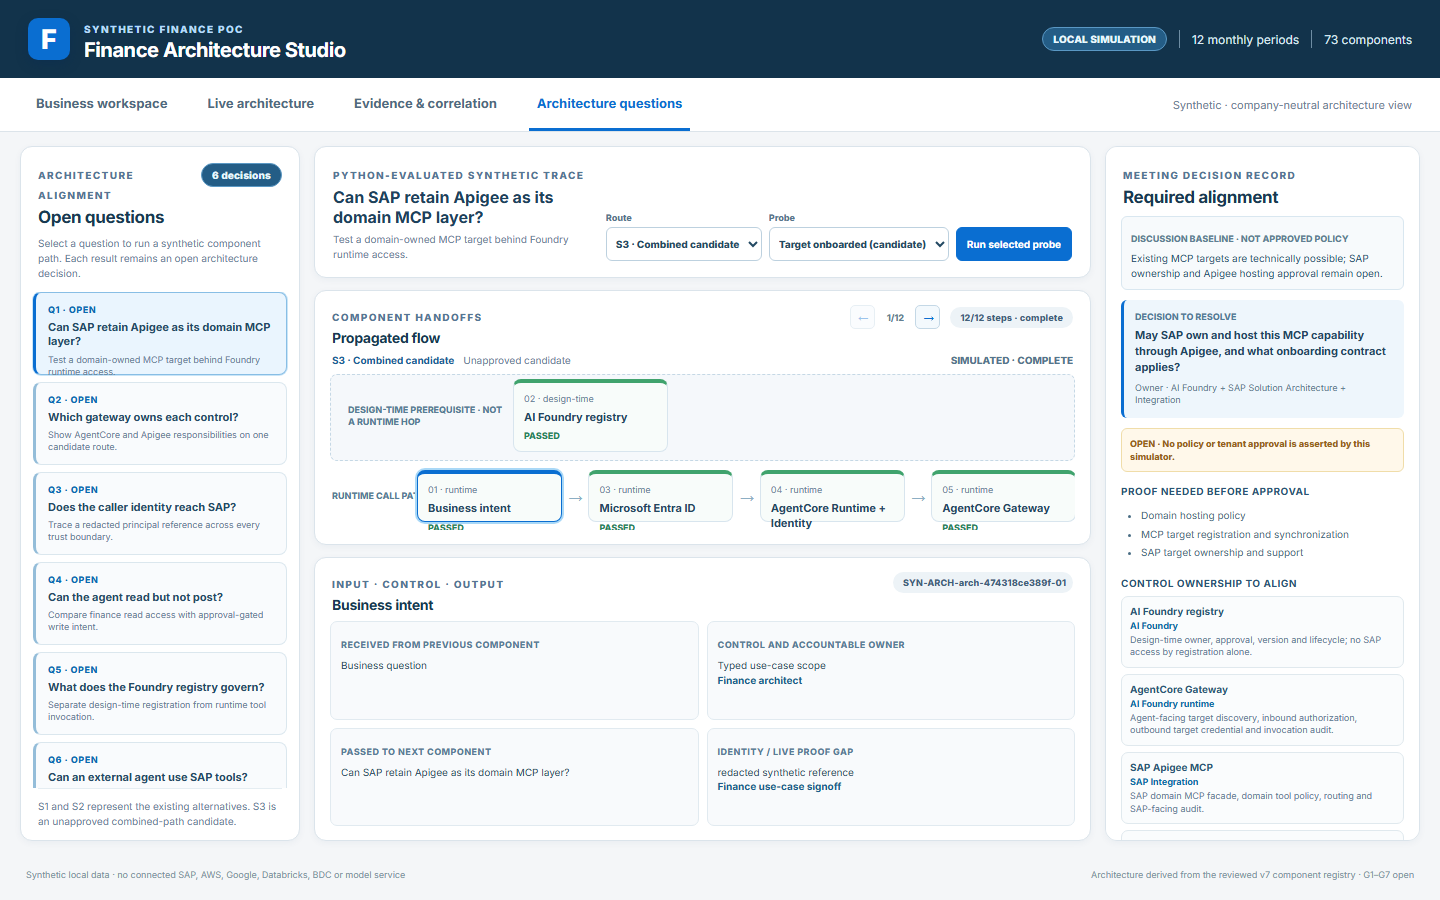 F
SYNTHETIC FINANCE POC
Finance Architecture Studio
LOCAL SIMULATION
12 monthly periods
73 components
Business workspace
Live architecture
Evidence & correlation
Architecture questions
Synthetic · company-neutral architecture view
ARCHITECTURE
ALIGNMENT
6 decisions
Open questions
Select a question to run a synthetic component
path. Each result remains an open architecture
decision.
Q1 · OPEN
Can SAP retain Apigee as its domain MCP
layer?
Test a domain-owned MCP target behind Foundry
runtime access.
Q2 · OPEN
Which gateway owns each control?
Show AgentCore and Apigee responsibilities on one
candidate route.
Q3 · OPEN
Does the caller identity reach SAP?
Trace a redacted principal reference across every
trust boundary.
Q4 · OPEN
Can the agent read but not post?
Compare finance read access with approval-gated
write intent.
Q5 · OPEN
What does the Foundry registry govern?
Separate design-time registration from runtime tool
invocation.
Q6 · OPEN
Can an external agent use SAP tools?
S1 and S2 represent the existing alternatives. S3 is
an unapproved combined-path candidate.
PYTHON-EVALUATED SYNTHETIC TRACE
Can SAP retain Apigee as its
domain MCP layer?
Test a domain-owned MCP target behind Foundry
runtime access.
Route
S3 · Combined candidate
Probe
Target onboarded (candidate)
Run selected probe
COMPONENT HANDOFFS
Propagated flow
←
1/12
→
12/12 steps · complete
S3 · Combined candidate
Unapproved candidate
SIMULATED · COMPLETE
DESIGN-TIME PREREQUISITE · NOT
A RUNTIME HOP
02 · design-time
AI Foundry registry
PASSED
RUNTIME CALL PAT
01 · runtime
Business intent
PASSED
→
03 · runtime
Microsoft Entra ID
PASSED
→
04 · runtime
AgentCore Runtime +
Identity
→
05 · runtime
AgentCore Gateway
PASSED
INPUT · CONTROL · OUTPUT
Business intent
SYN-ARCH-arch-474318ce389f-01
RECEIVED FROM PREVIOUS COMPONENT
Business question
CONTROL AND ACCOUNTABLE OWNER
Typed use-case scope
Finance architect
PASSED TO NEXT COMPONENT
Can SAP retain Apigee as its domain MCP layer?
IDENTITY / LIVE PROOF GAP
redacted synthetic reference
Finance use-case signoff
MEETING DECISION RECORD
Required alignment
DISCUSSION BASELINE · NOT APPROVED POLICY
Existing MCP targets are technically possible; SAP
ownership and Apigee hosting approval remain open.
DECISION TO RESOLVE
May SAP own and host this MCP capability
through Apigee, and what onboarding contract
applies?
Owner · AI Foundry + SAP Solution Architecture +
Integration
OPEN · No policy or tenant approval is asserted by this
simulator.
PROOF NEEDED BEFORE APPROVAL
• Domain hosting policy
• MCP target registration and synchronization
• SAP target ownership and support
CONTROL OWNERSHIP TO ALIGN
AI Foundry registry
AI Foundry
Design-time owner, approval, version and lifecycle; no SAP
access by registration alone.
AgentCore Gateway
AI Foundry runtime
Agent-facing target discovery, inbound authorization,
outbound target credential and invocation audit.
SAP Apigee MCP
SAP Integration
SAP domain MCP facade, domain tool policy, routing and
SAP-facing audit.
Synthetic local data · no connected SAP, AWS, Google, Databricks, BDC or model service
Architecture derived from the reviewed v7 component registry · G1–G7 open